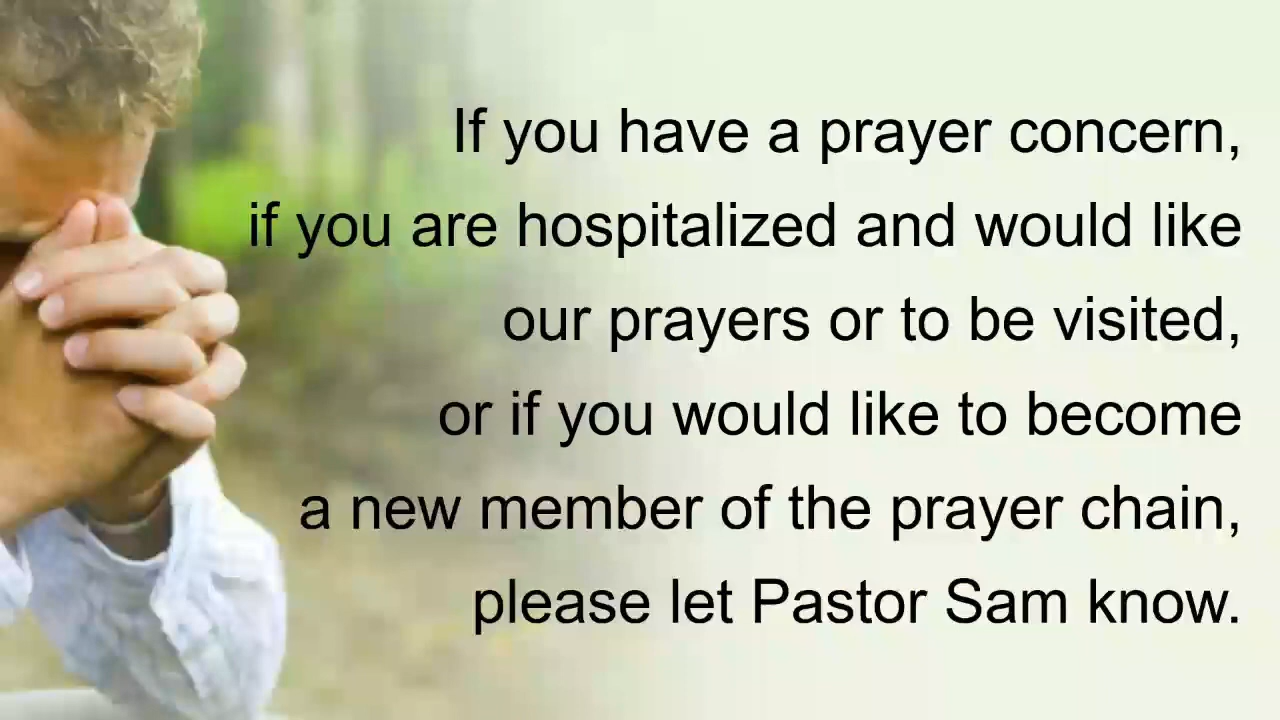 If you have a prayer concern,
if you are hospitalized and would like
our prayers or to be visited,
or if you would like to become
a new member of the prayer chain,
please let Pastor Sam know.